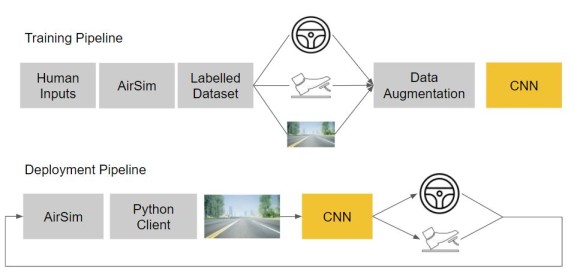 Training Pipeline
Human
Inputs
AirSim
Labelled
Dataset
Data
Augmentation
CNN
Deployment Pipeline
AirSim
Python
Client
CNN